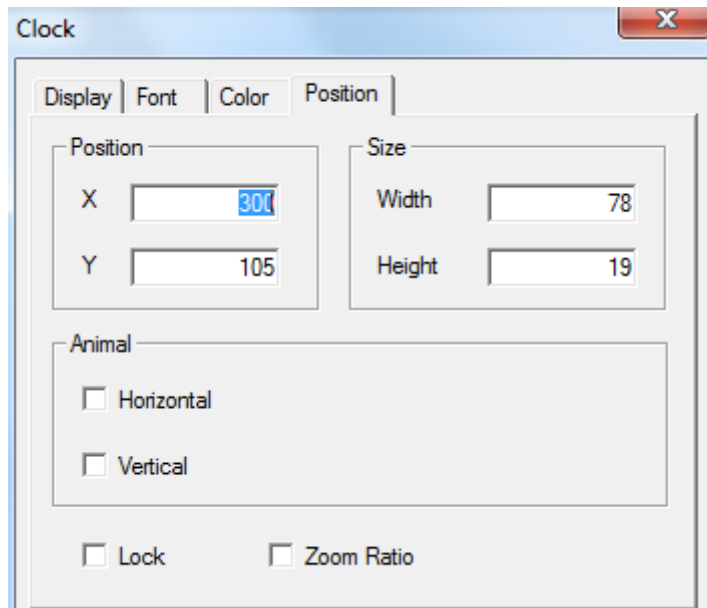 Clock
Display Font Color Position
Position Size
X 300 Width 78
Y 105 Height 19
Animal
Horizontal
Vertical
Lock Zoom Ratio